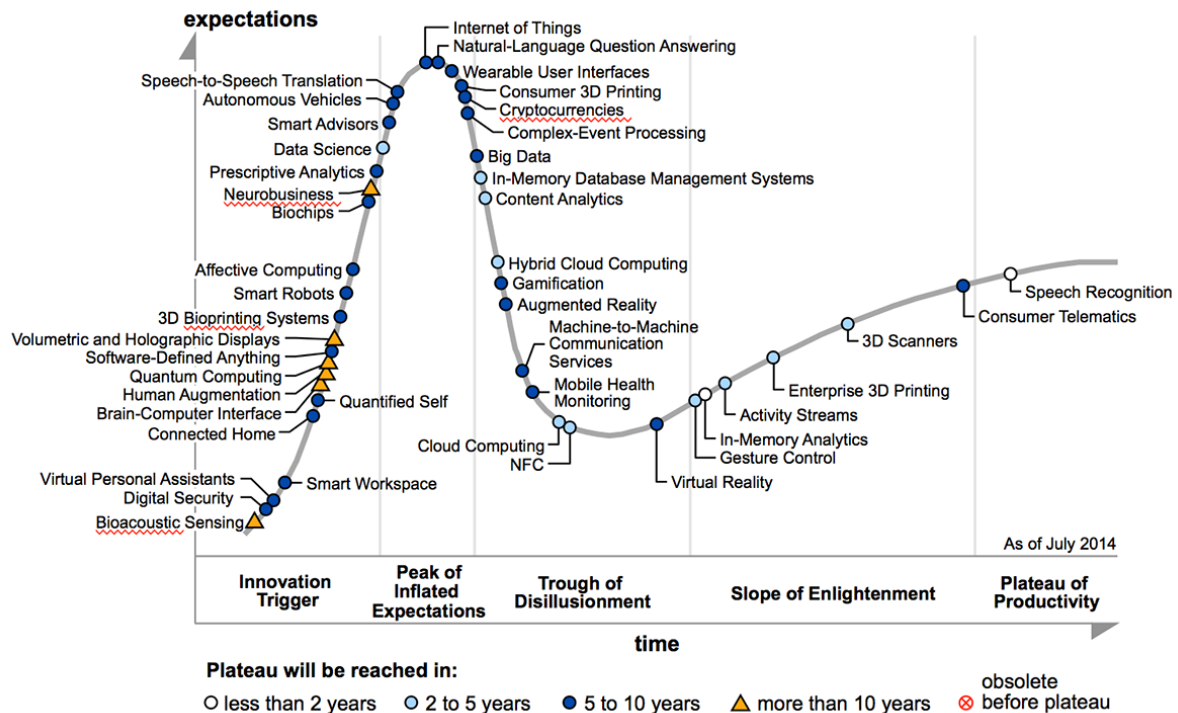 expectations
Internet of Things
Natural-Language Question Answering
Wearable User Interfaces
Consumer 3D Printing
Cryptocurrencies
Complex-Event Processing
Speech-to-Speech Translation
Autonomous Vehicles
Smart Advisors
Data Science
Prescriptive Analytics
Neurobusiness
Biochips
Big Data
In-Memory Database Management Systems
Content Analytics
Affective Computing
Smart Robots
3D Bioprinting Systems
Volumetric and Holographic Displays
Software-Defined Anything
Quantum Computing
Human Augmentation
Brain-Computer Interface
Connected Home
Quantified Self
Hybrid Cloud Computing
Gamification
Augmented Reality
Machine-to-Machine
Communication
Services
Mobile Health
Monitoring
Cloud Computing
NFC
Virtual Personal Assistants
Digital Security
Bioacoustic Sensing
Smart Workspace
Speech Recognition
Consumer Telematics
3D Scanners
Enterprise 3D Printing
Activity Streams
In-Memory Analytics
Gesture Control
Virtual Reality
As of July 2014
Innovation
Trigger
Peak of
Inflated
Expectations
Trough of
Disillusionment
Slope of Enlightenment
Plateau of
Productivity
time
Plateau will be reached in:
less than 2 years
2 to 5 years
5 to 10 years
more than 10 years
obsolete
before plateau